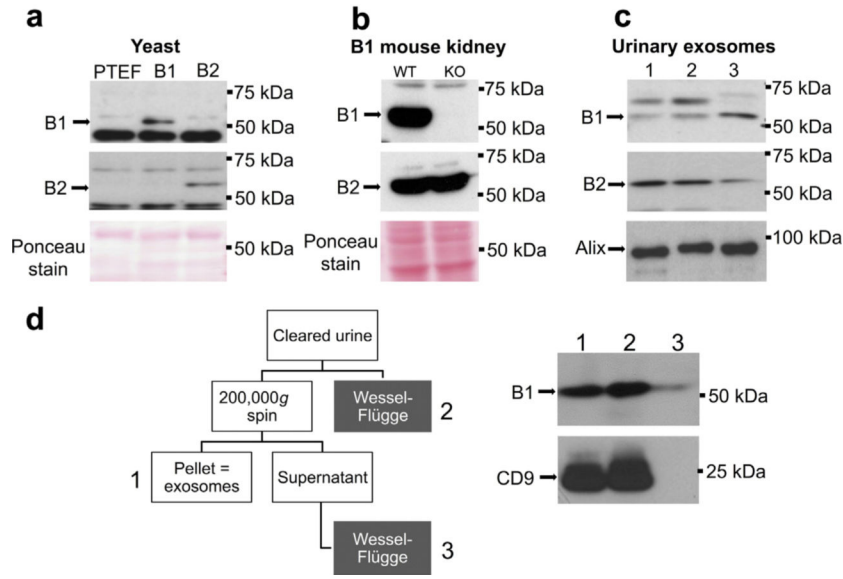 a
Yeast
PTEF B1 B2
75 kDa
B1
50 kDa
75 kDa
B2
50 kDa
Ponceau
stain
50 kDa
b
B1 mouse kidney
WT KO
75 kDa
B1
50 kDa
75 kDa
B2
50 kDa
Ponceau
stain
50 kDa
c
Urinary exosomes
1 2 3
75 kDa
B1
50 kDa
75 kDa
B2
50 kDa
100 kDa
Alix
d
Cleared urine
200,000g
spin
Wessel-
Flügge
2
1
Pellet =
exosomes
Supernatant
Wessel-
Flügge
3
1 2 3
B1
50 kDa
25 kDa
CD9